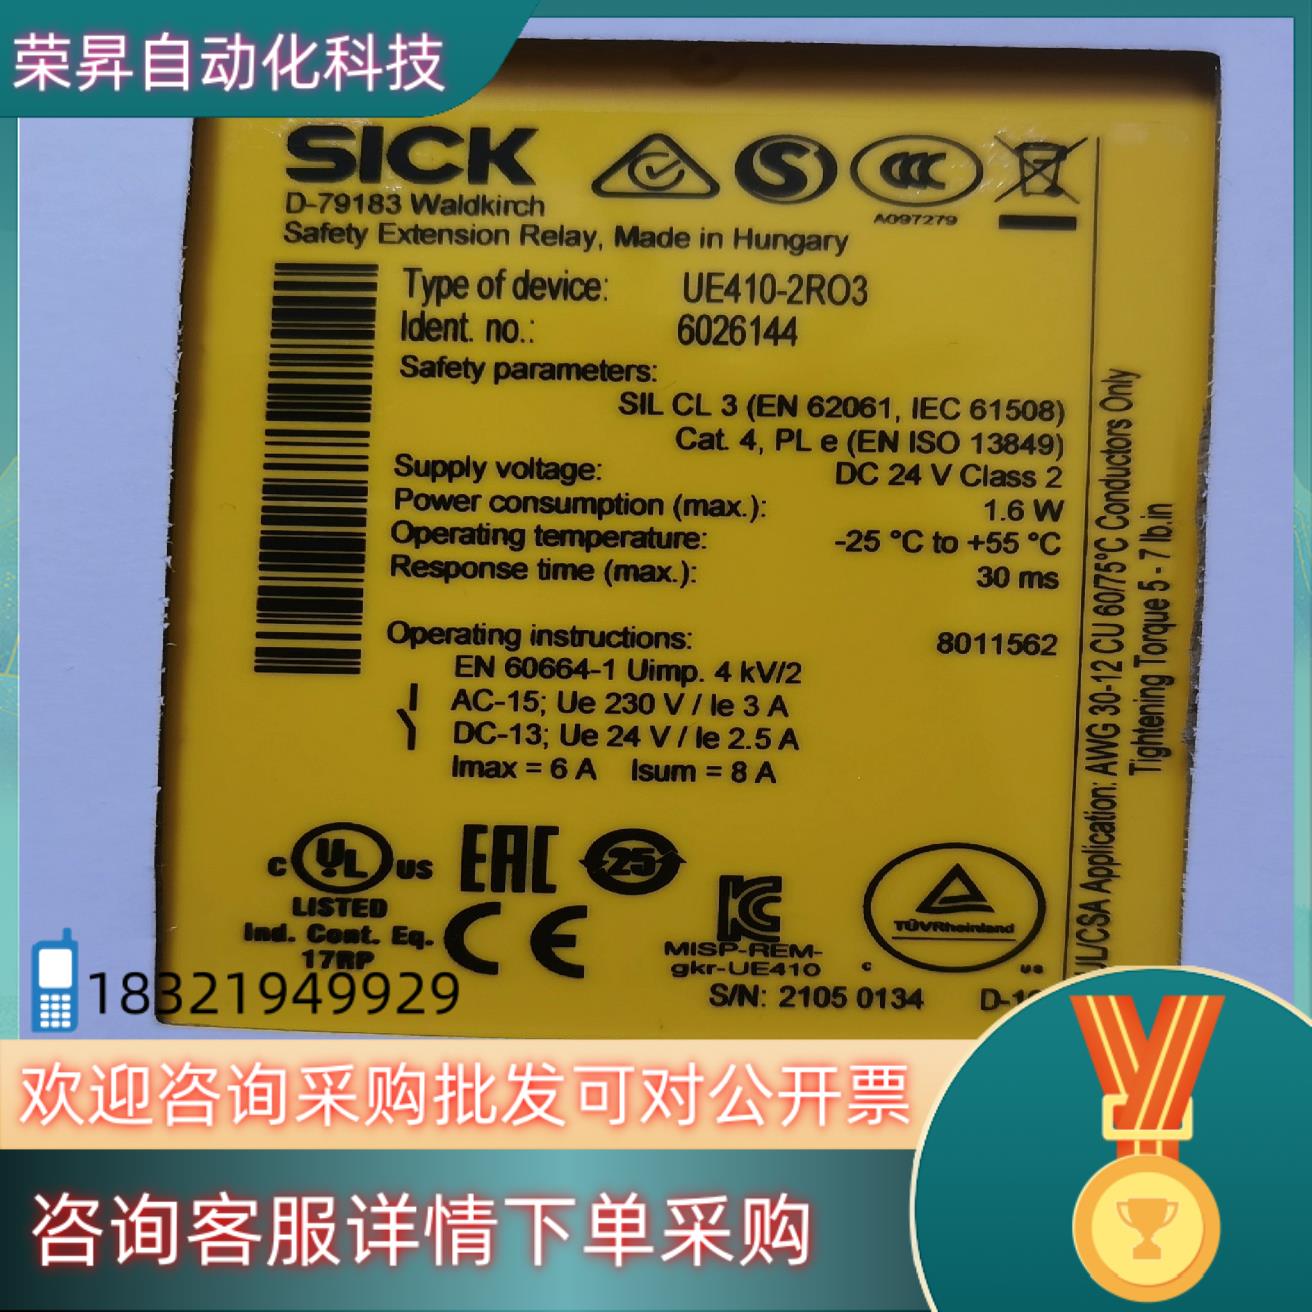 荣昇自动化科技
SICK
D-79183 Waldkirch
Safety Extension Relay, Made in Hungary
A097279
Type of device: UE410-2RO3
Ident. no.: 6026144
Safety parameters:
SIL CL 3 (EN 62061, IEC 61508)
Cat. 4, PL e (EN ISO 13849)
Supply voltage: DC 24 V Class 2
Power consumption (max.): 1.6 W
Operating temperature: -25 °C to +55 °C
Response time (max.): 30 ms
Operating instructions: 8011562
EN 60664-1 Uimp. 4 kV/2
AC-15; Ue 230 V / Ie 3 A
DC-13; Ue 24 V / Ie 2.5 A
Imax = 6 A Isum = 8 A
UL/CSA Application: AWG 30-12 CU 60/75°C Conductors Only
Tightening Torque 5 - 7 lb.in
c UL us
LISTED
Ind. Cont. Eq.
17RP
EAC
25
CE
MISP-REM-
gkr-UE410
TÜVRheinland
c us
S/N: 2105 0134
18321949929
欢迎咨询采购批发可对公开票
咨询客服详情下单采购